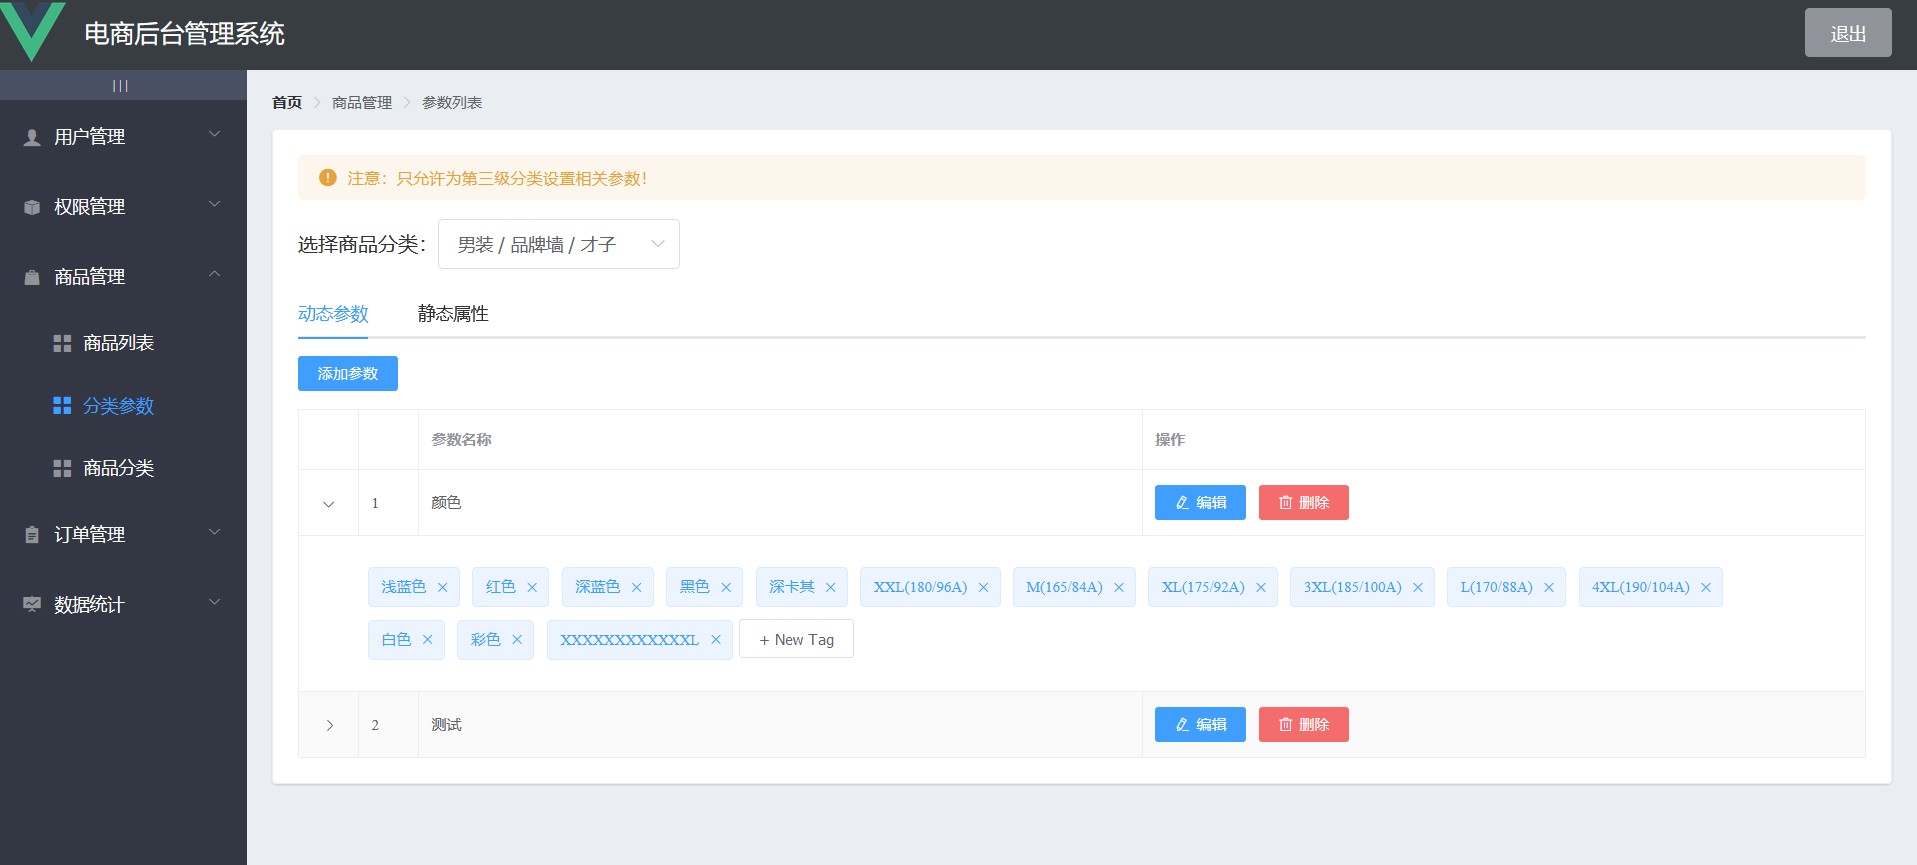 电商后台管理系统
退出
|||
用户管理
权限管理
商品管理
商品列表
分类参数
商品分类
订单管理
数据统计
首页 > 商品管理 > 参数列表
注意：只允许为第三级分类设置相关参数！
选择商品分类： 男装 / 品牌墙 / 才子
动态参数 静态属性
添加参数
参数名称 操作
1 颜色 编辑 删除
浅蓝色 × 红色 × 深蓝色 × 黑色 × 深卡其 × XXL(180/96A) × M(165/84A) × XL(175/92A) × 3XL(185/100A) × L(170/88A) × 4XL(190/104A) ×
白色 × 彩色 × XXXXXXXXXXXXL × + New Tag
2 测试 编辑 删除